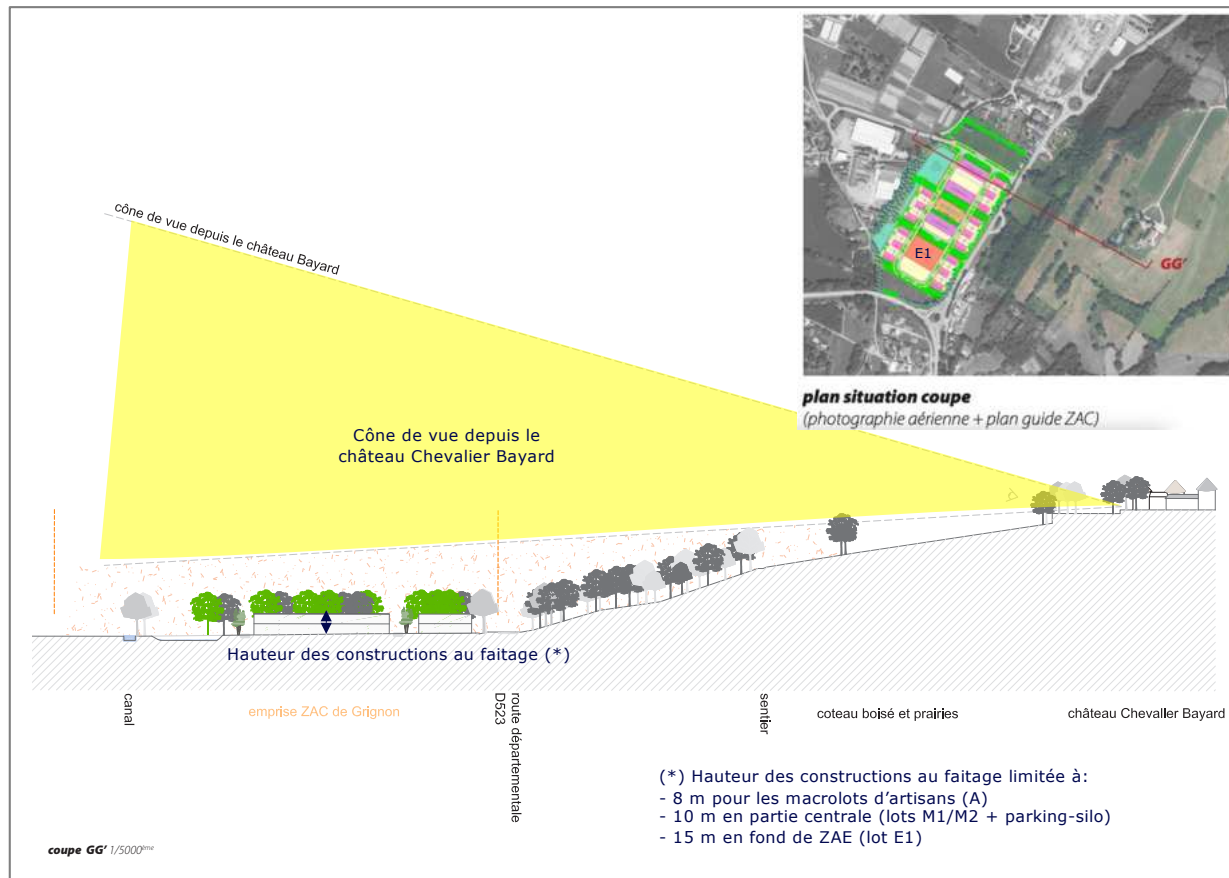 E1
GG'
plan situation coupe
(photographie aérienne + plan guide ZAC)
cône de vue depuis le château Bayard
Cône de vue depuis le
château Chevalier Bayard
Hauteur des constructions au faitage (*)
canal
emprise ZAC de Grignon
route départementale
D523
sentier
coteau boisé et prairies
château Chevalier Bayard
(*) Hauteur des constructions au faitage limitée à:
- 8 m pour les macrolots d'artisans (A)
- 10 m en partie centrale (lots M1/M2 + parking-silo)
- 15 m en fond de ZAE (lot E1)
coupe GG' 1/5000ème